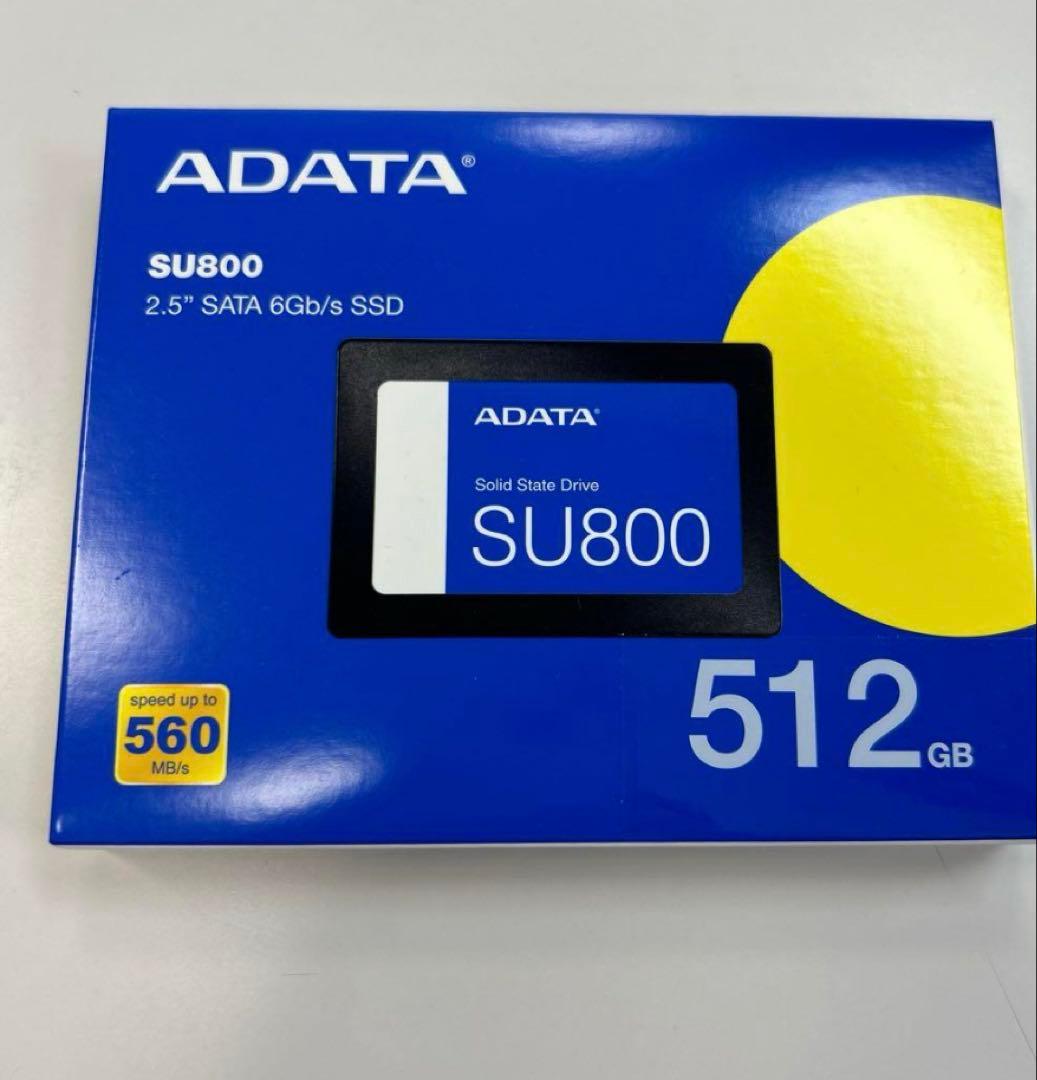 ADATA®
SU800
2.5” SATA 6Gb/s SSD
ADATA®
Solid State Drive
SU800
speed up to
560
MB/s
512GB